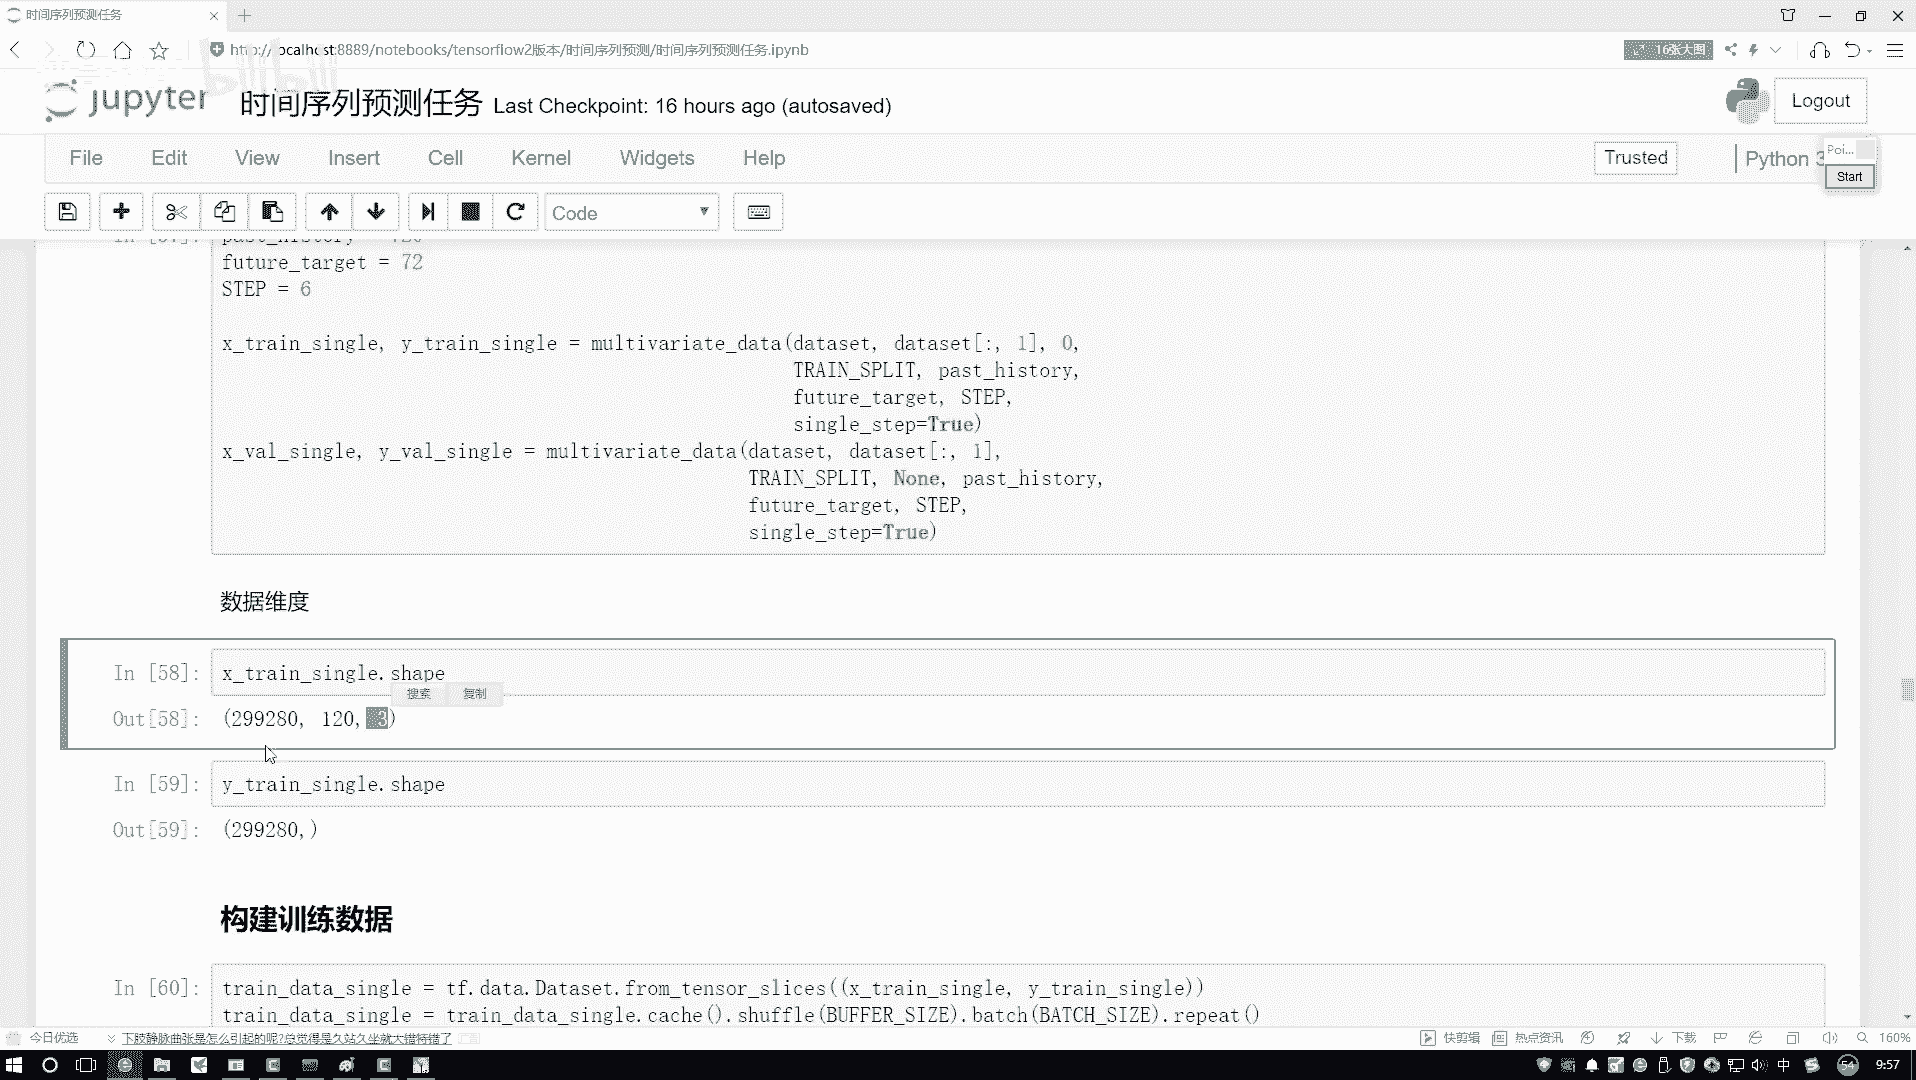 时间序列预测任务
http://localhost:8889/notebooks/tensorflow2版本/时间序列预测/时间序列预测任务.ipynb
16张大图
bilibili
jupyter 时间序列预测任务 Last Checkpoint: 16 hours ago (autosaved)
Logout
File Edit View Insert Cell Kernel Widgets Help
Trusted
Python 3
Poi...
Start
Code
future_target = 72
STEP = 6
x_train_single, y_train_single = multivariate_data(dataset, dataset[:, 1], 0,
TRAIN_SPLIT, past_history,
future_target, STEP,
single_step=True)
x_val_single, y_val_single = multivariate_data(dataset, dataset[:, 1],
TRAIN_SPLIT, None, past_history,
future_target, STEP,
single_step=True)
数据维度
In [58]: x_train_single.shape
搜索 复制
Out[58]: (299280, 120, 3)
In [59]: y_train_single.shape
Out[59]: (299280,)
构建训练数据
In [60]: train_data_single = tf.data.Dataset.from_tensor_slices((x_train_single, y_train_single))
train_data_single = train_data_single.cache().shuffle(BUFFER_SIZE).batch(BATCH_SIZE).repeat()
今日优选 下肢静脉曲张是怎么引起的呢?总觉得是久站久坐就大错特错了
快剪辑 热点资讯 下载 160%
中 54 9:57